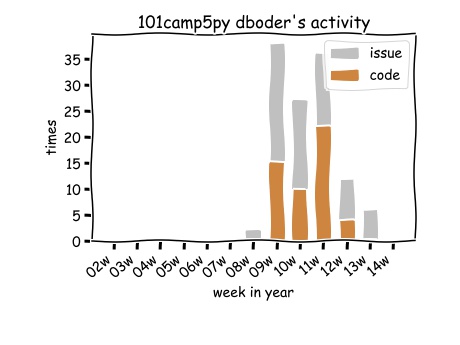 101camp5py dboder's activity
issue
code
times
35
30
25
20
15
10
5
0
02w 03w 04w 05w 06w 07w 08w 09w 10w 11w 12w 13w 14w
week in year